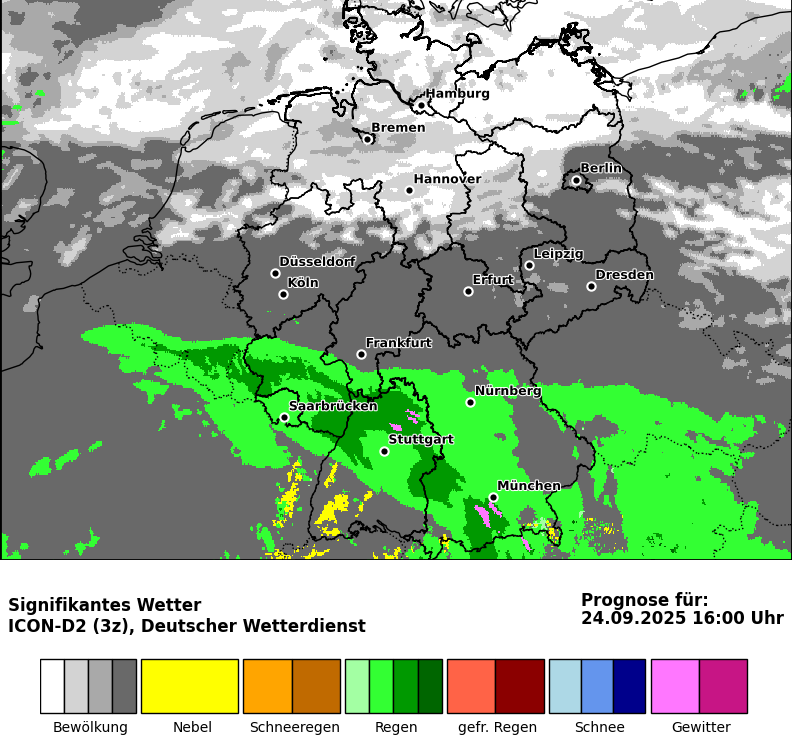 Hamburg
Bremen
Berlin
Hannover
Leipzig
Düsseldorf
Dresden
Köln
Erfurt
Frankfurt
Nürnberg
Saarbrücken
Stuttgart
München
Signifikantes Wetter
ICON-D2 (3z), Deutscher Wetterdienst
Prognose für:
24.09.2025 16:00 Uhr
Bewölkung Nebel Schneeregen Regen gefr. Regen Schnee Gewitter